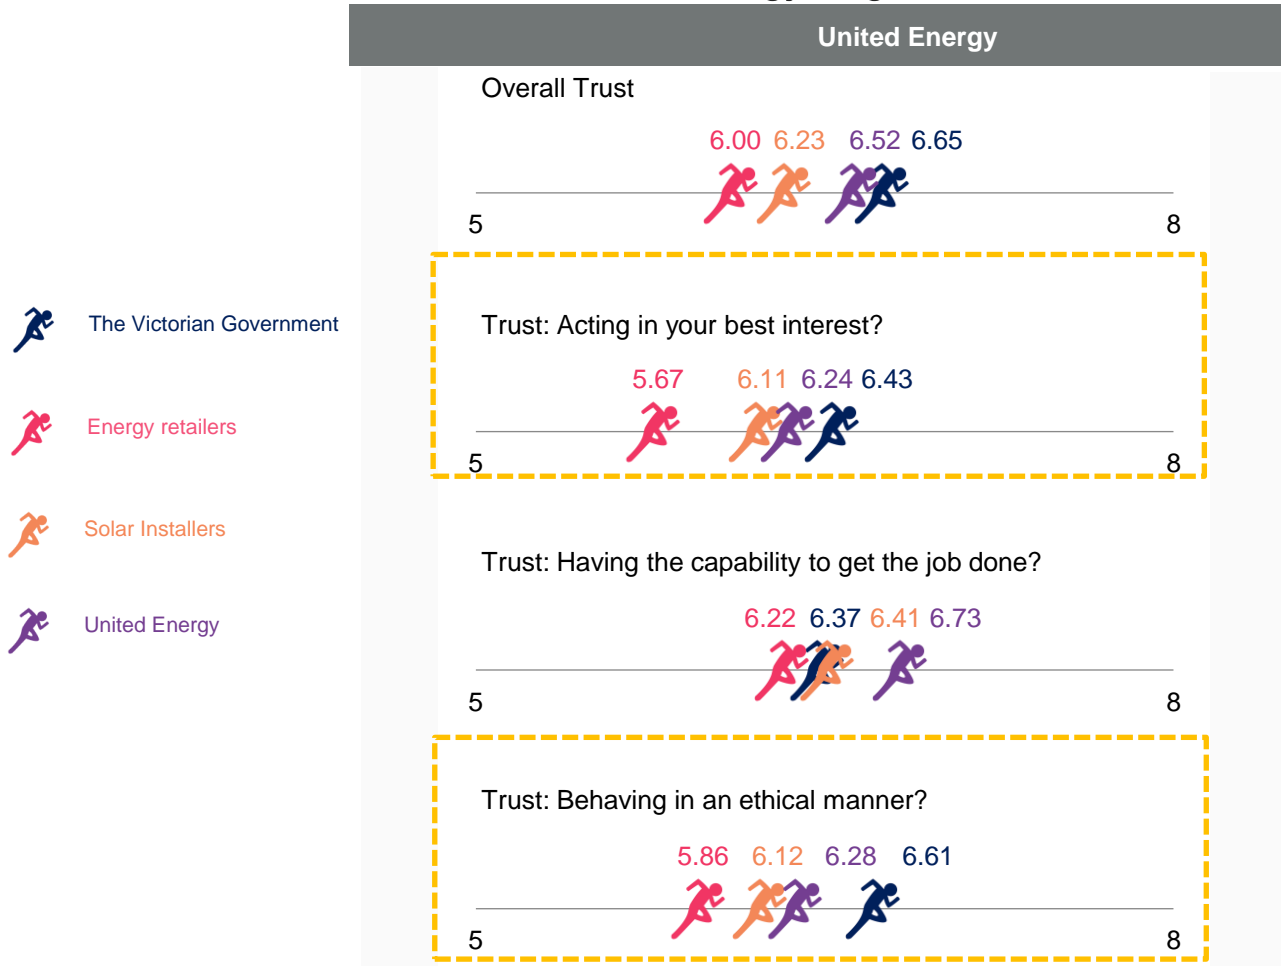 United Energy
Overall Trust
6.00 6.23 6.52 6.65
5 8
Trust: Acting in your best interest?
5.67 6.11 6.24 6.43
5 8
Trust: Having the capability to get the job done?
6.22 6.37 6.41 6.73
5 8
Trust: Behaving in an ethical manner?
5.86 6.12 6.28 6.61
5 8
The Victorian Government
Energy retailers
Solar Installers
United Energy